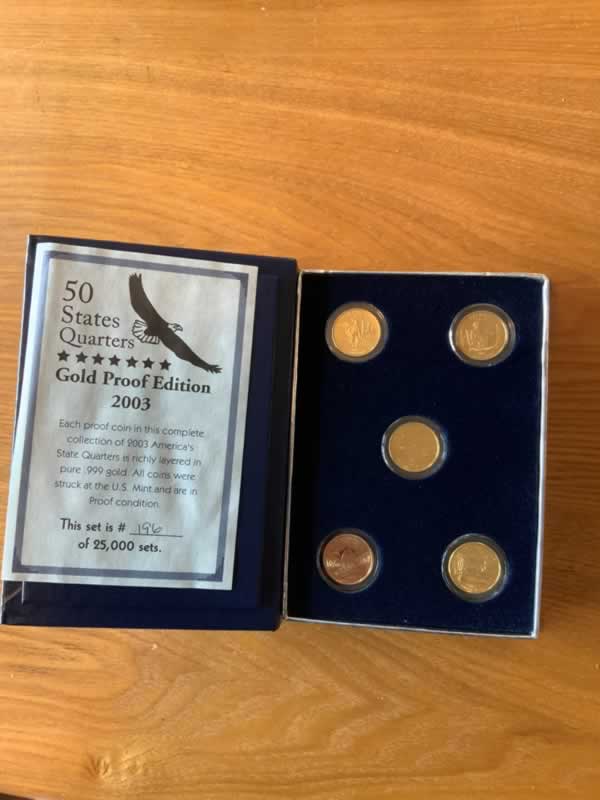 50
States
Quarters
Gold Proof Edition
2003
Each proof coin in this complete
collection of 2003 America's
State Quarters is richly layered in
pure .999 gold. All coins were
struck at the U.S. Mint and are in
Proof condition.
This set is # 196
of 25,000 sets.